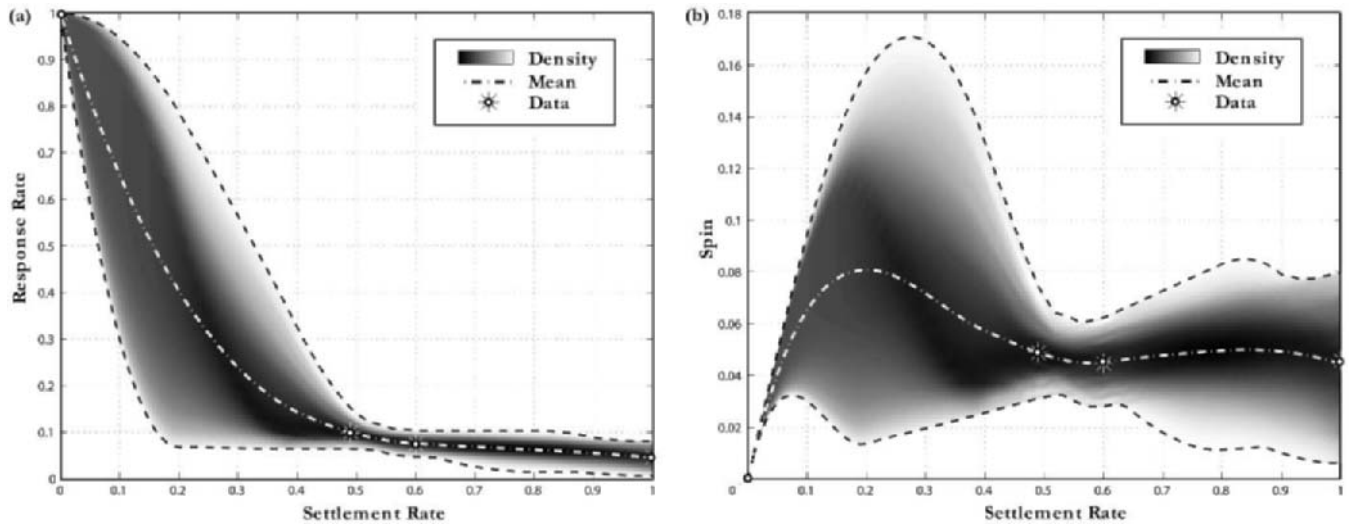 (a)
1
0.9
0.8
0.7
0.6
0.5
0.4
0.3
0.2
0.1
0
Response Rate
Density
Mean
Data
0 0.1 0.2 0.3 0.4 0.5 0.6 0.7 0.8 0.9 1
Settlement Rate
(b)
0.18
0.16
0.14
0.12
0.1
0.08
0.06
0.04
0.02
Spin
Density
Mean
Data
0 0.1 0.2 0.3 0.4 0.5 0.6 0.7 0.8 0.9 1
Settlement Rate